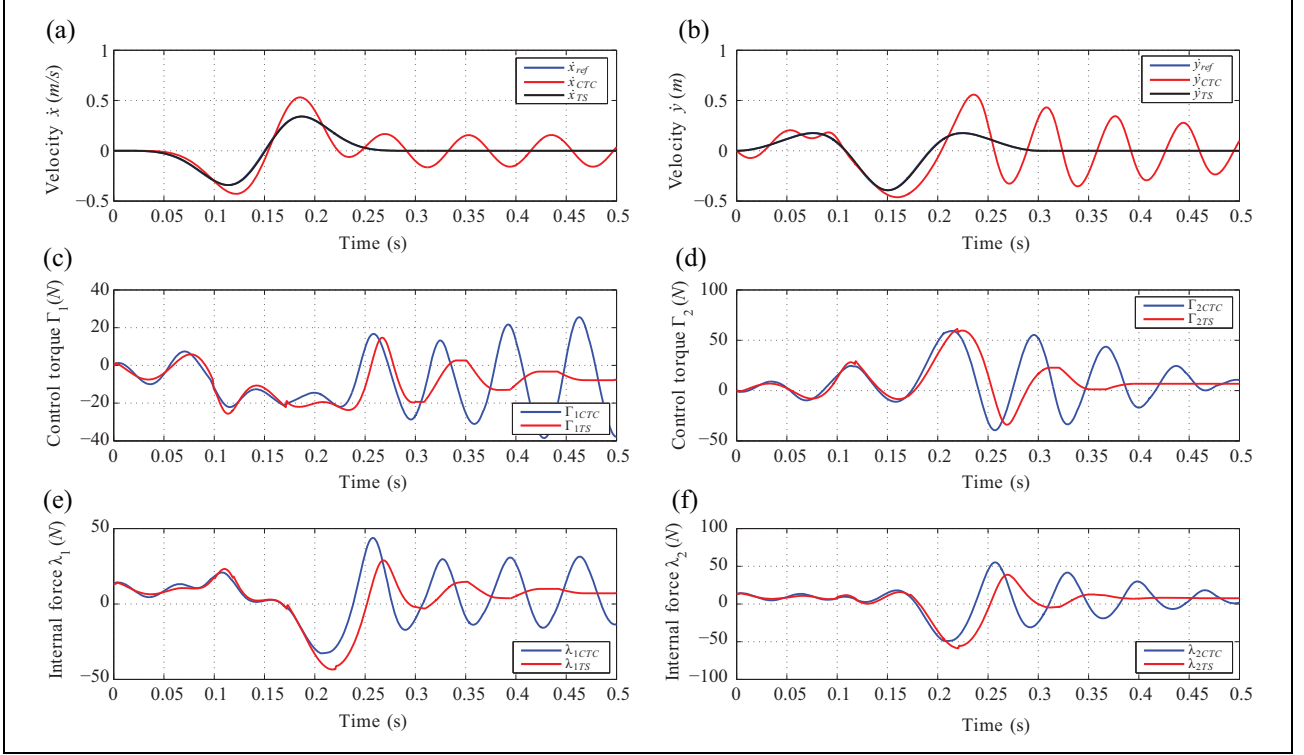 (a)
Velocity ẋ (m/s)
1
0.5
0
−0.5
ẋref
ẋCTC
ẋTS
0 0.05 0.1 0.15 0.2 0.25 0.3 0.35 0.4 0.45 0.5
Time (s)
(b)
Velocity ẏ (m)
1
0.5
0
−0.5
ẏref
ẏCTC
ẏTS
0 0.05 0.1 0.15 0.2 0.25 0.3 0.35 0.4 0.45 0.5
Time (s)
(c)
Control torque Γ1(N)
40
20
0
−20
−40
Γ1CTC
Γ1TS
0 0.05 0.1 0.15 0.2 0.25 0.3 0.35 0.4 0.45 0.5
Time (s)
(d)
Control torque Γ2(N)
100
50
0
−50
Γ2CTC
Γ2TS
0 0.05 0.1 0.15 0.2 0.25 0.3 0.35 0.4 0.45 0.5
Time (s)
(e)
Internal force λ1(N)
50
0
−50
λ1CTC
λ1TS
0 0.05 0.1 0.15 0.2 0.25 0.3 0.35 0.4 0.45 0.5
Time (s)
(f)
Internal force λ2(N)
100
50
0
−50
−100
λ2CTC
λ2TS
0 0.05 0.1 0.15 0.2 0.25 0.3 0.35 0.4 0.45 0.5
Time (s)